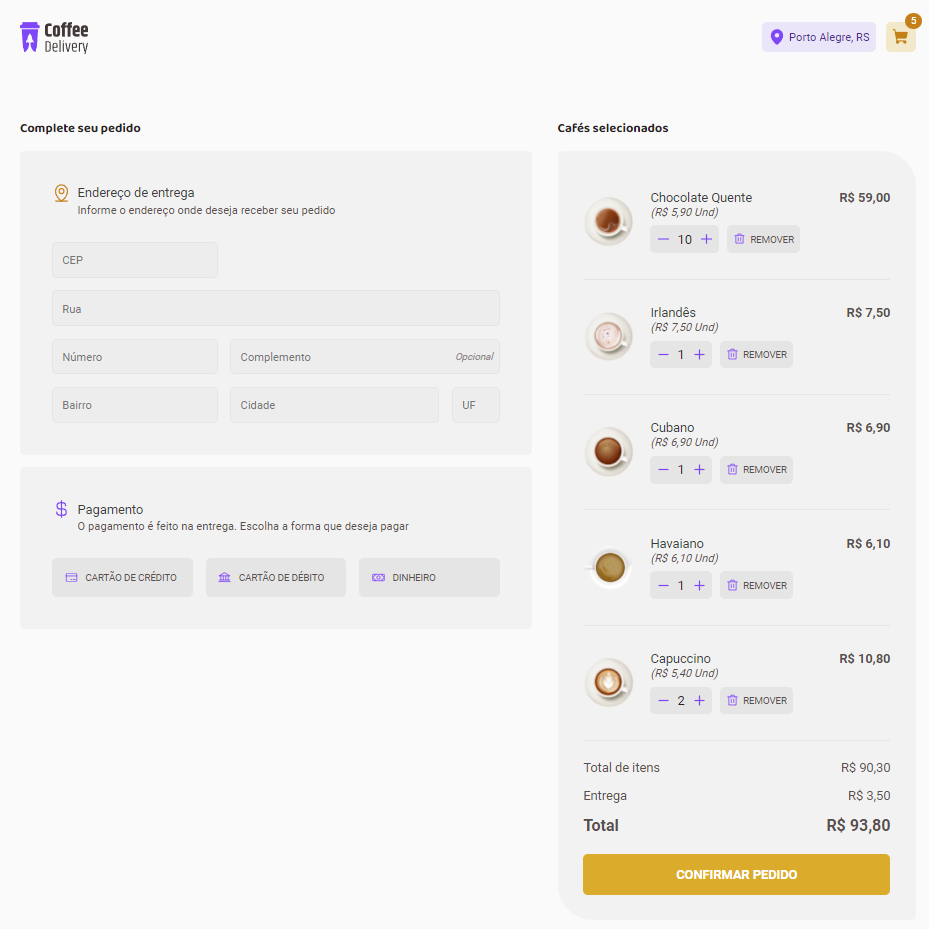 Coffee
Delivery
Porto Alegre, RS
5
Complete seu pedido
Endereço de entrega
Informe o endereço onde deseja receber seu pedido
CEP
Rua
Número
Complemento Opcional
Bairro
Cidade
UF
Pagamento
O pagamento é feito na entrega. Escolha a forma que deseja pagar
CARTÃO DE CRÉDITO
CARTÃO DE DÉBITO
DINHEIRO
Cafés selecionados
Chocolate Quente R$ 59,00
(R$ 5,90 Und)
10 REMOVER
Irlandês R$ 7,50
(R$ 7,50 Und)
1 REMOVER
Cubano R$ 6,90
(R$ 6,90 Und)
1 REMOVER
Havaiano R$ 6,10
(R$ 6,10 Und)
1 REMOVER
Capuccino R$ 10,80
(R$ 5,40 Und)
2 REMOVER
Total de itens R$ 90,30
Entrega R$ 3,50
Total R$ 93,80
CONFIRMAR PEDIDO